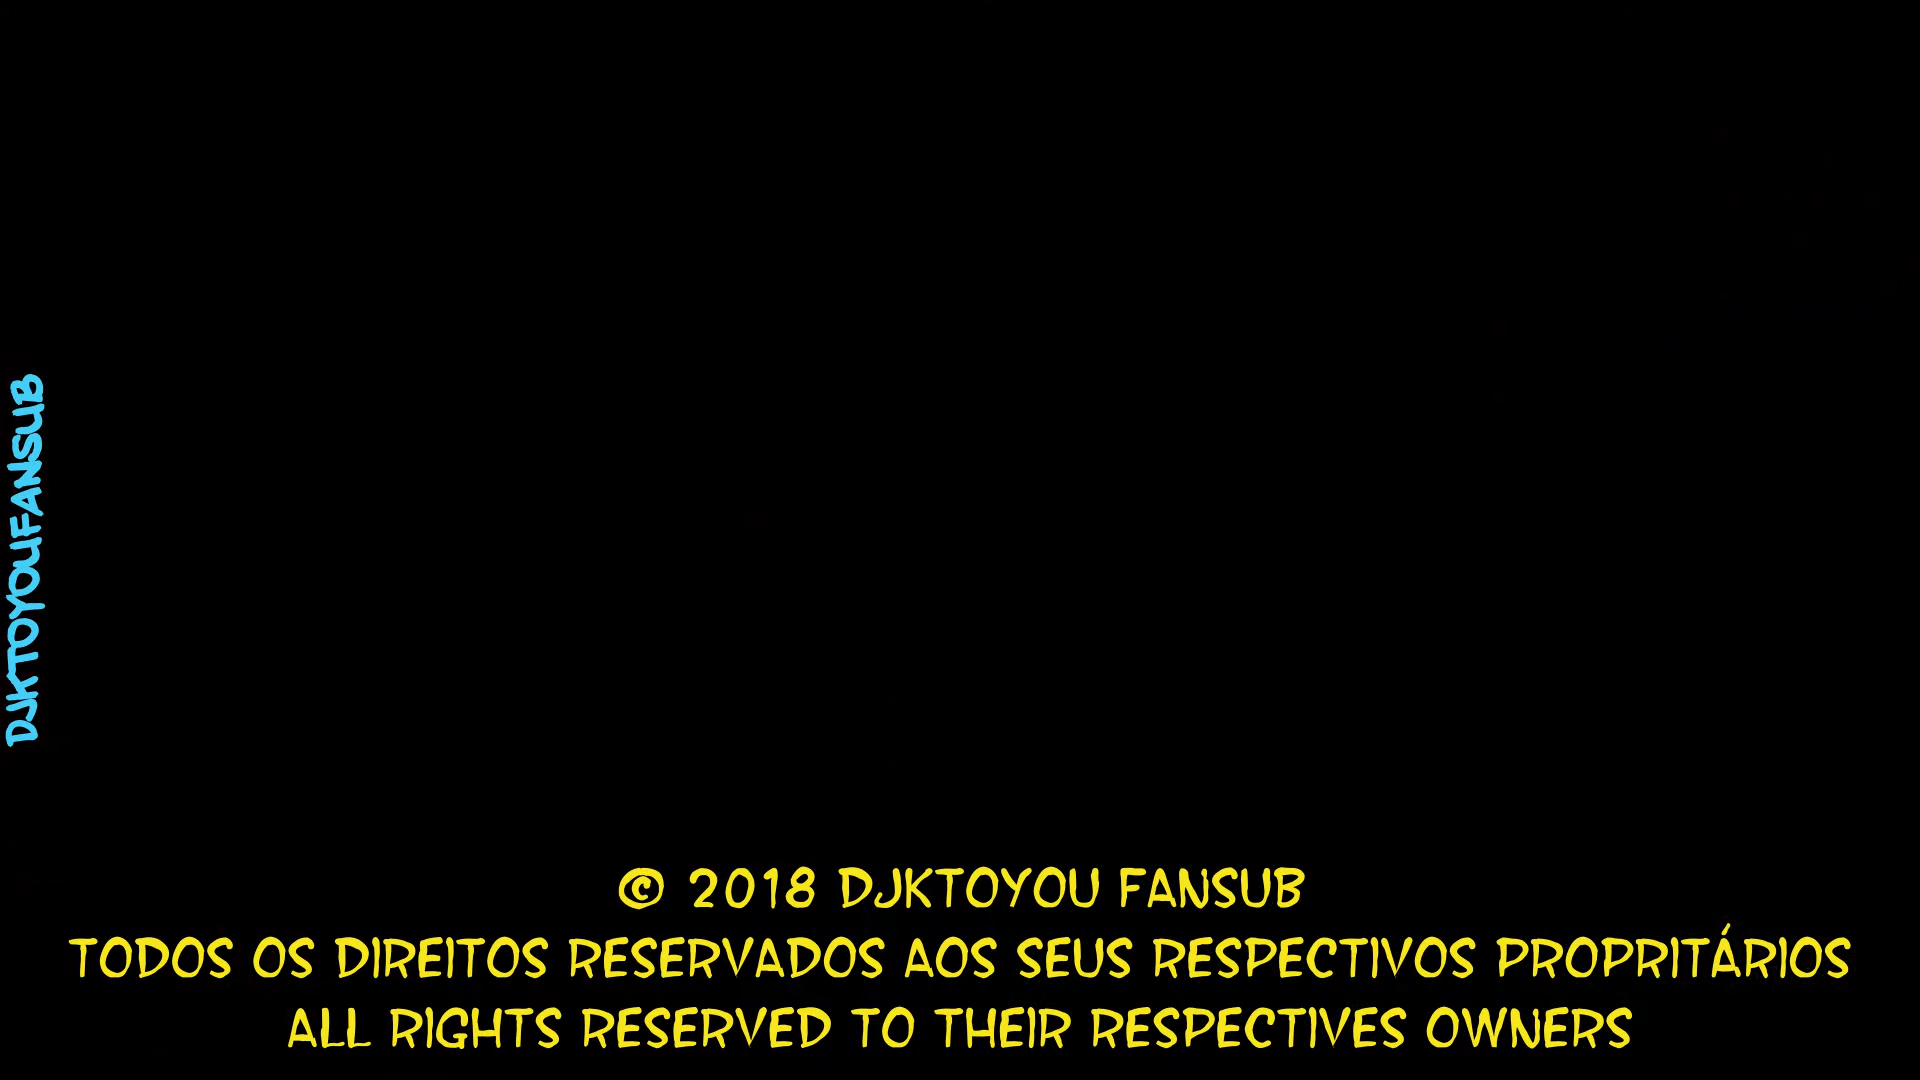 DJKTOYOUFANSUB
© 2018 DJKTOYOU FANSUB
TODOS OS DIREITOS RESERVADOS AOS SEUS RESPECTIVOS PROPRITÁRIOS
ALL RIGHTS RESERVED TO THEIR RESPECTIVES OWNERS